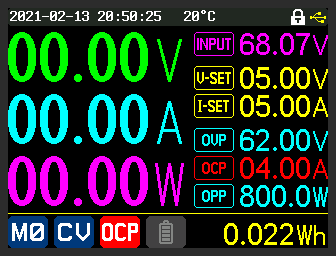 2021-02-13 20:50:25 20°C
INPUT 68.07V
00.00V
V-SET 05.00V
I-SET 05.00A
00.00A
OVP 62.00V
OCP 04.00A
00.00W
OPP 800.0W
M0 CV OCP 0.022Wh